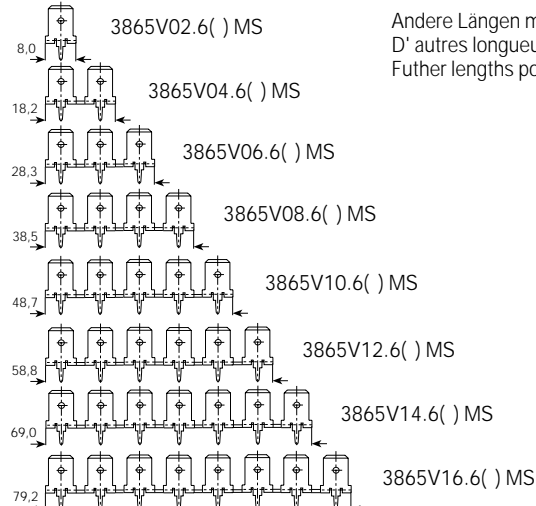 3865V02.6( ) MS
Andere Längen
D' autres
Futher lengths
8,0
3865V04.6( ) MS
18,2
3865V06.6( ) MS
28,3
3865V08.6( ) MS
38,5
3865V10.6( ) MS
48,7
3865V12.6( ) MS
58,8
3865V14.6( ) MS
69,0
3865V16.6( ) MS
79,2